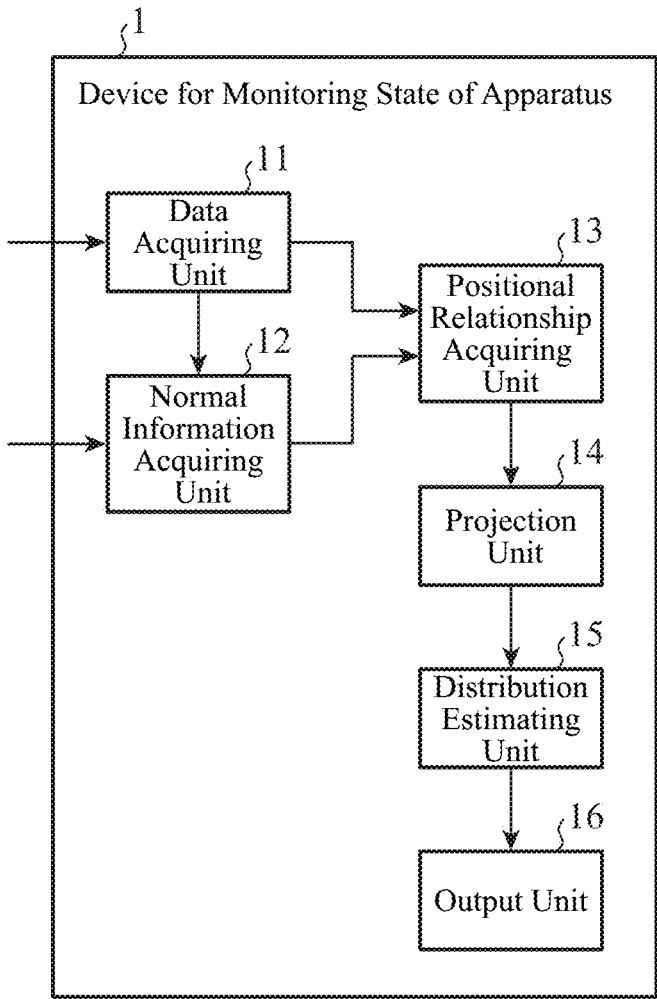 1
Device for Monitoring State of Apparatus
11
Data
Acquiring
Unit
12
Normal
Information
Acquiring
Unit
13
Positional
Relationship
Acquiring
Unit
14
Projection
Unit
15
Distribution
Estimating
Unit
16
Output Unit